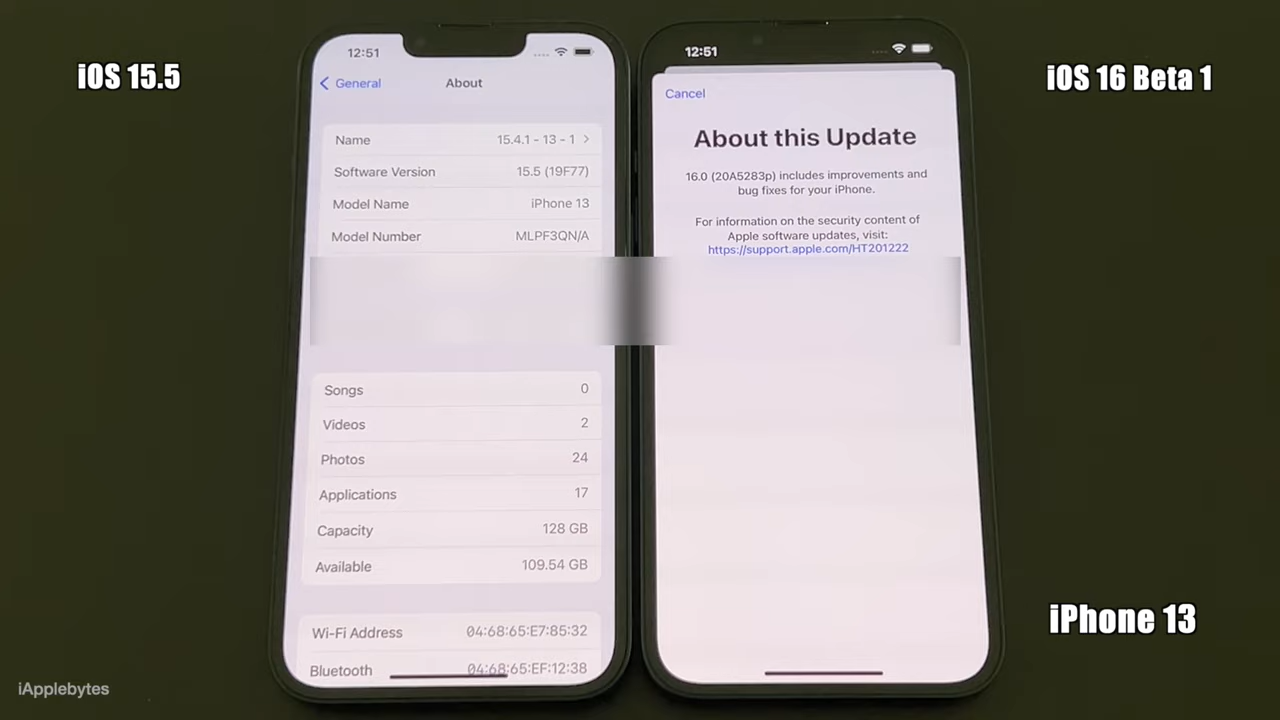 iOS 15.5
iOS 16 Beta 1
12:51
General
About
Name 15.4.1 - 13 - 1
Software Version 15.5 (19F77)
Model Name iPhone 13
Model Number MLPF3QN/A
Songs 0
Videos 2
Photos 24
Applications 17
Capacity 128 GB
Available 109.54 GB
Wi-Fi Address 04:68:65:E7:85:32
Bluetooth 04:68:65:EF:12:38
12:51
Cancel
About this Update
16.0 (20A5283p) includes improvements and
bug fixes for your iPhone.
For information on the security content of
Apple software updates, visit:
https://support.apple.com/HT201222
iPhone 13
iApplebytes